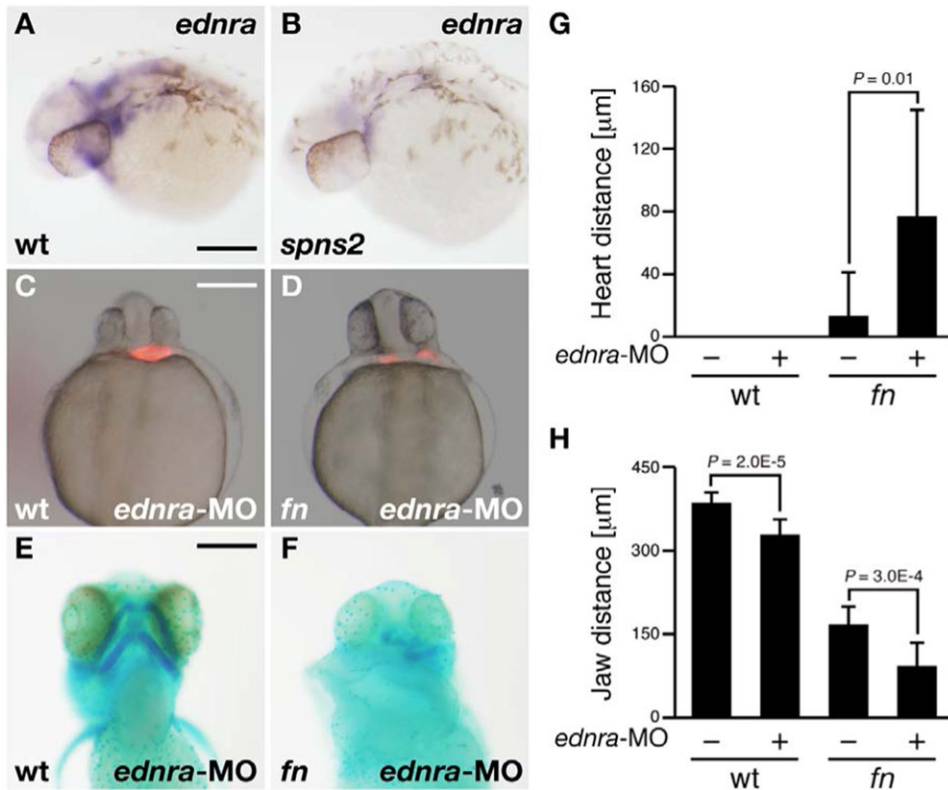 A ednra
wt
B ednra
spns2
C
wt ednra-MO
D
fn ednra-MO
E
wt ednra-MO
F
fn ednra-MO
G
Heart distance [μm]
160
120
80
40
0
P = 0.01
ednra-MO − + − +
wt fn
H
Jaw distance [μm]
450
300
150
0
P = 2.0E-5
P = 3.0E-4
ednra-MO − + − +
wt fn